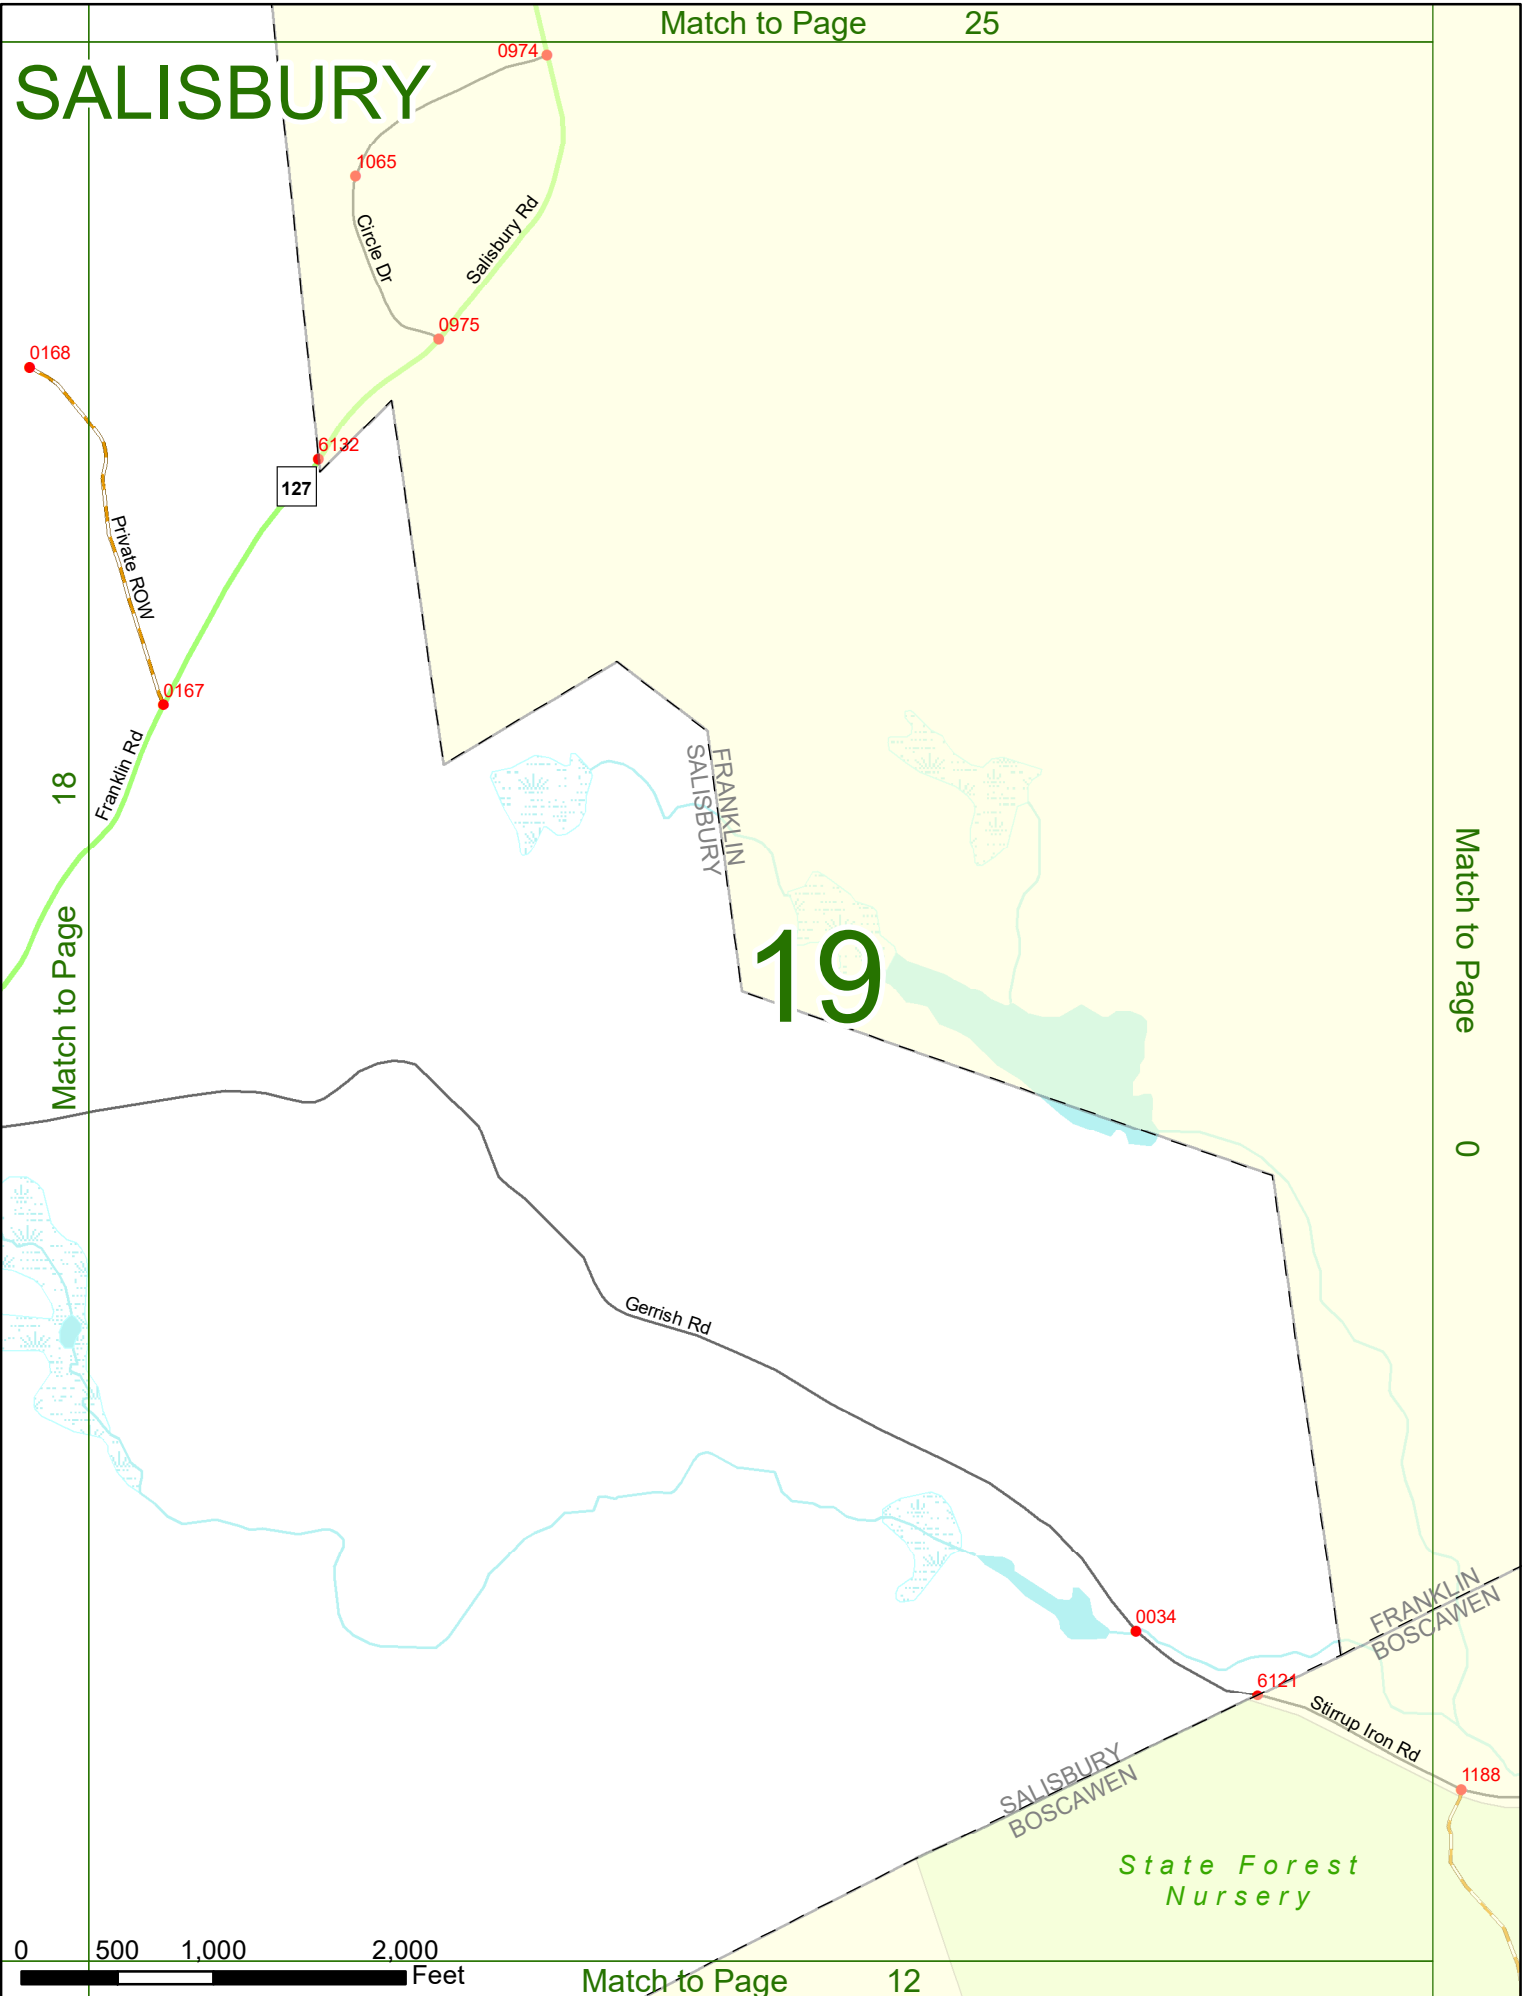 Match to Page 25
SALISBURY
0974
1065
Circle Dr
Salisbury Rd
0975
0168
6132
127
Private ROW
0167
Franklin Rd
Match to Page 18
FRANKLIN
SALISBURY
19
Match to Page 0
Gerrish Rd
0034
FRANKLIN
BOSCAWEN
6121
Stirrup Iron Rd
1188
SALISBURY
BOSCAWEN
State Forest
Nursery
0 500 1,000 2,000
Feet
Match to Page 12